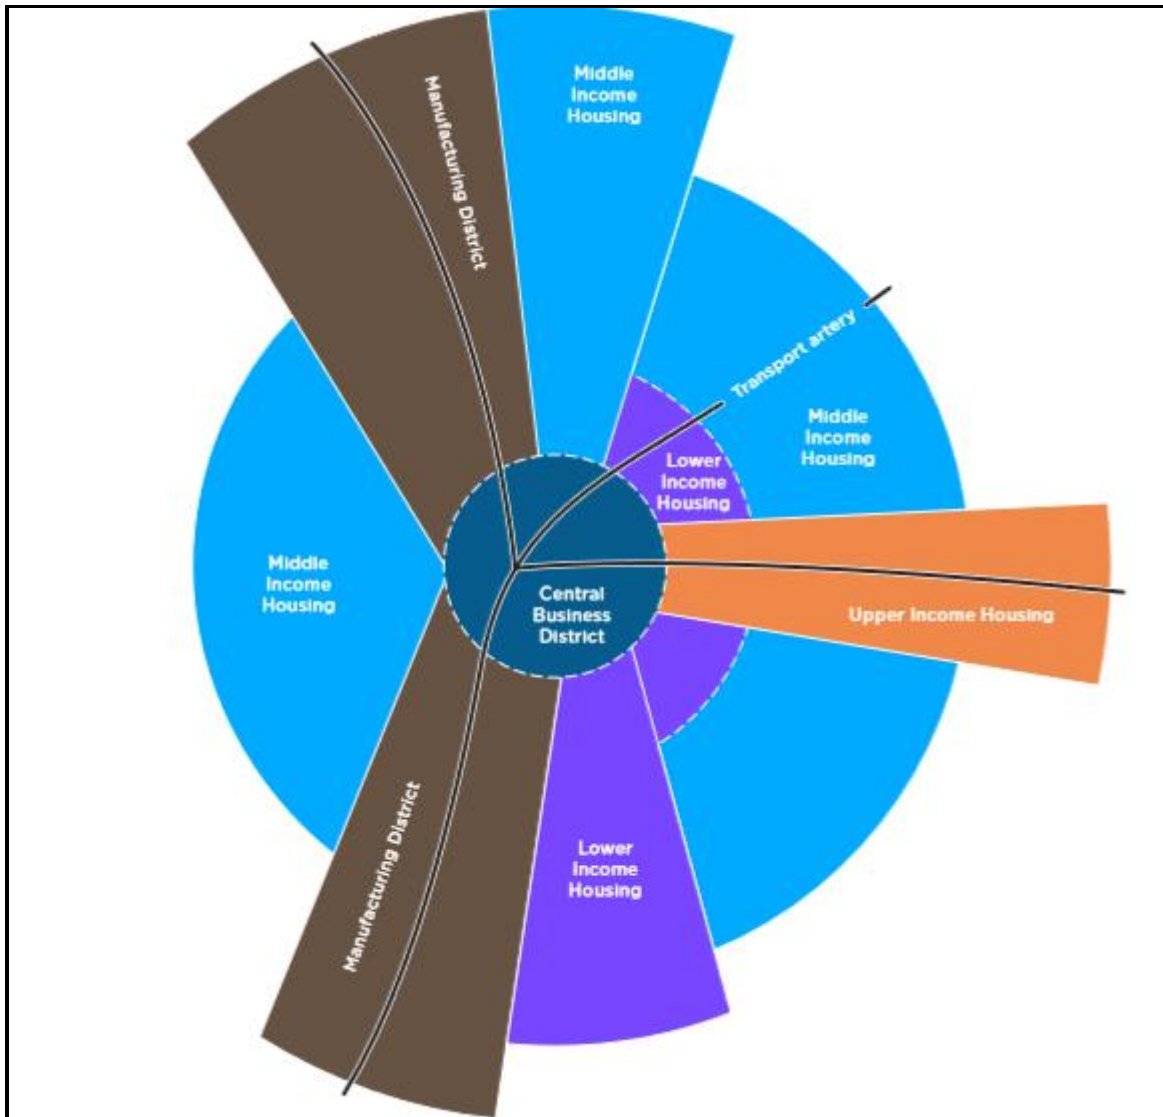 Middle
Income
Housing
Manufacturing District
Transport artery
Middle
Income
Housing
Lower
Income
Housing
Middle
Income
Housing
Central
Business
District
Upper Income Housing
Manufacturing District
Lower
Income
Housing